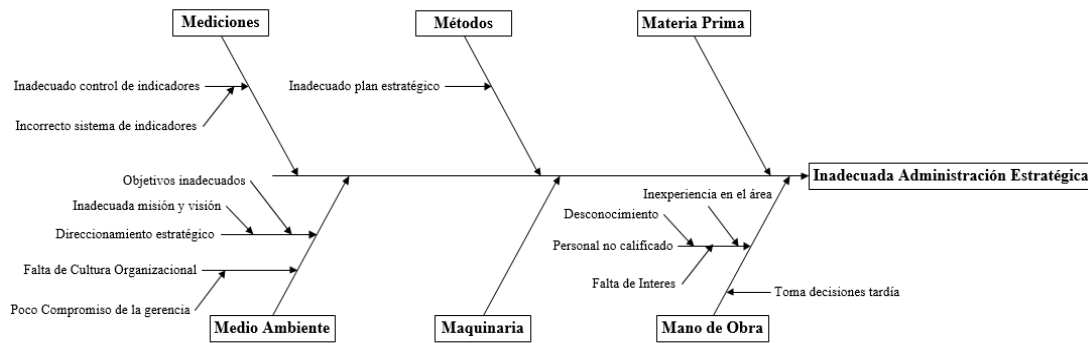 Mediciones
Métodos
Materia Prima
Inadecuado control de indicadores
Inadecuado plan estratégico
Incorrecto sistema de indicadores
Inadecuada Administración Estratégica
Objetivos inadecuados
Inexperiencia en el área
Inadecuada misión y visión
Desconocimiento
Direccionamiento estratégico
Personal no calificado
Falta de Cultura Organizacional
Falta de Interes
Toma decisiones tardía
Poco Compromiso de la gerencia
Medio Ambiente
Maquinaria
Mano de Obra